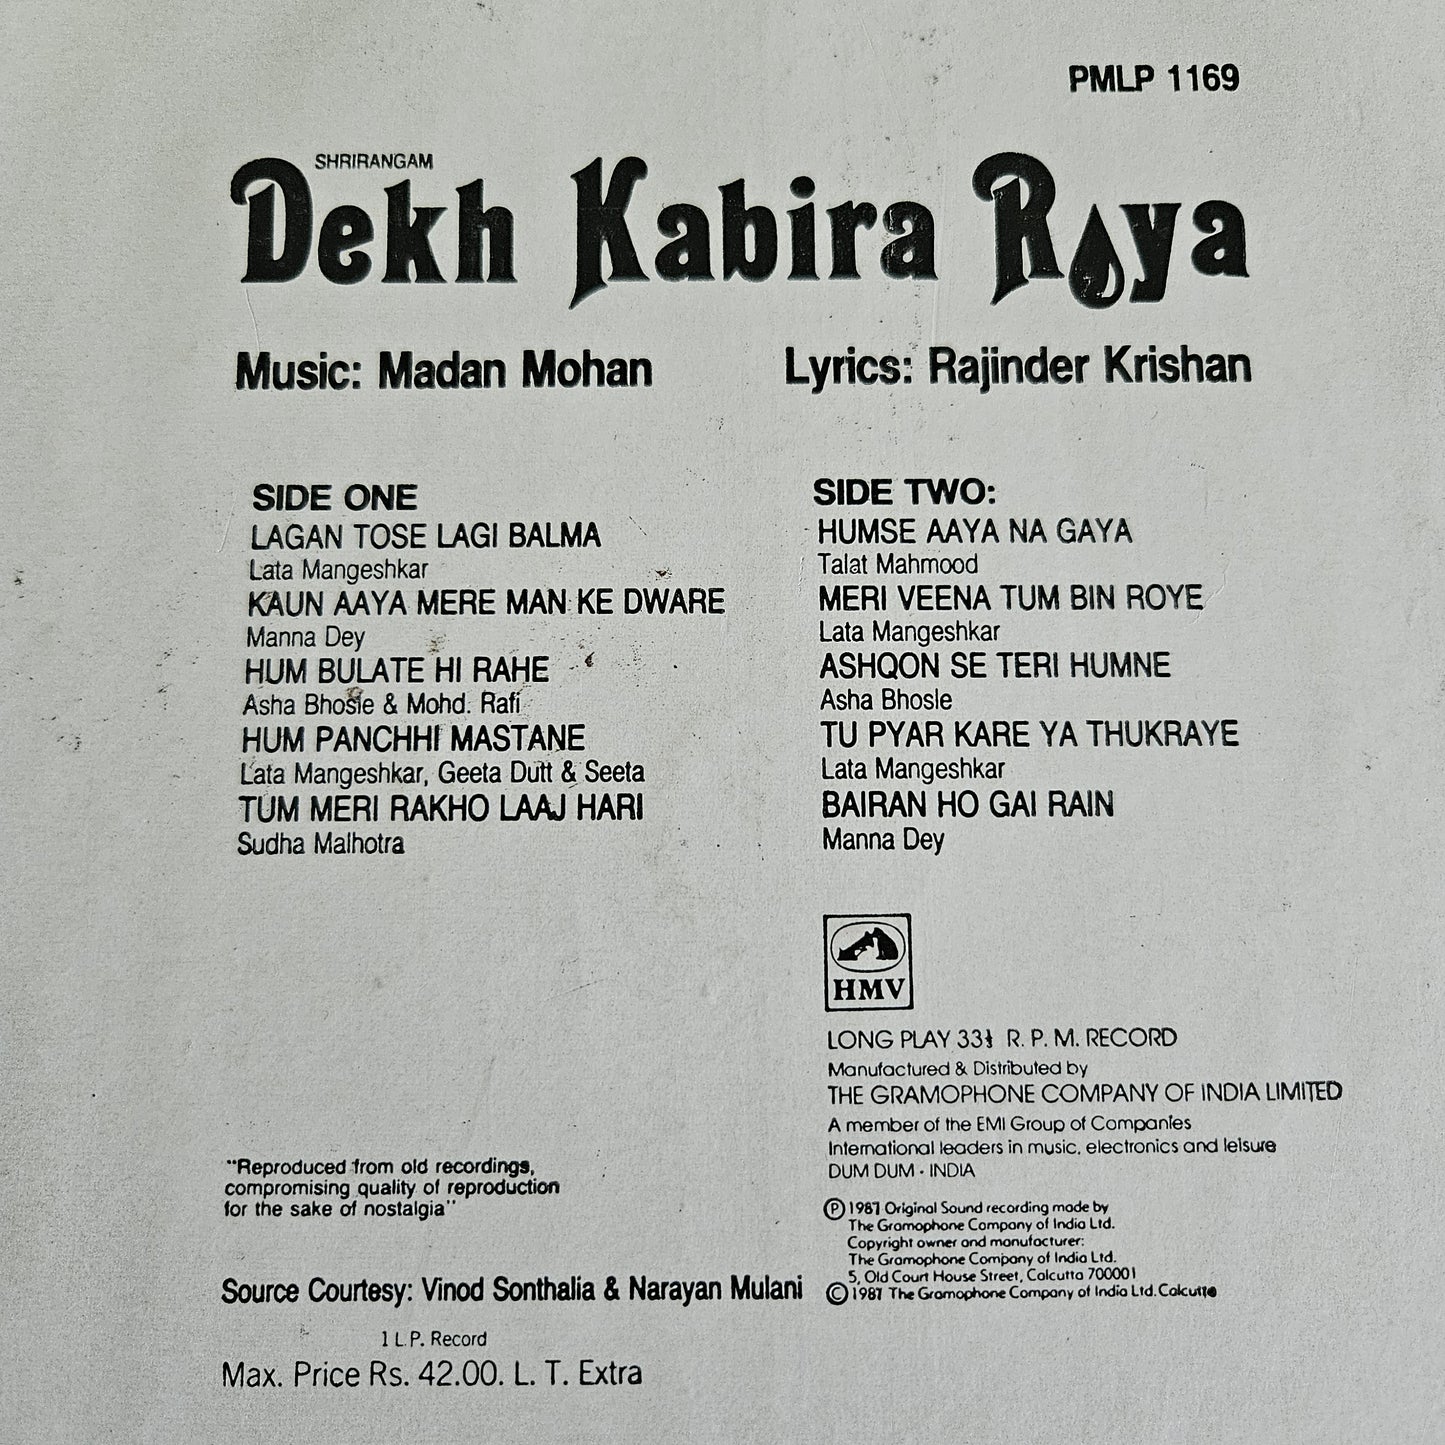 PMLP 1169
SHRIRANGAM
Dekh Kabira Raya
Music: Madan Mohan
Lyrics: Rajinder Krishan
SIDE ONE
LAGAN TOSE LAGI BALMA
Lata Mangeshkar
KAUN AAYA MERE MAN KE DWARE
Manna Dey
HUM BULATE HI RAHE
Asha Bhosle & Mohd. Rafi
HUM PANCHHI MASTANE
Lata Mangeshkar, Geeta Dutt & Seeta
TUM MERI RAKHO LAAJ HARI
Sudha Malhotra
SIDE TWO:
HUMSE AAYA NA GAYA
Talat Mahmood
MERI VEENA TUM BIN ROYE
Lata Mangeshkar
ASHQON SE TERI HUMNE
Asha Bhosle
TU PYAR KARE YA THUKRAYE
Lata Mangeshkar
BAIRAN HO GAI RAIN
Manna Dey
HMV
LONG PLAY 33⅓ R. P. M. RECORD
Manufactured & Distributed by
THE GRAMOPHONE COMPANY OF INDIA LIMITED
A member of the EMI Group of Companies
International leaders in music, electronics and leisure
DUM DUM · INDIA
℗ 1987 Original Sound recording made by
The Gramophone Company of India Ltd.
Copyright owner and manufacturer:
The Gramophone Company of India Ltd.
5, Old Court House Street, Calcutta 700001
© 1987 The Gramophone Company of India Ltd. Calcutta
"Reproduced from old recordings,
compromising quality of reproduction
for the sake of nostalgia"
Source Courtesy: Vinod Sonthalia & Narayan Mulani
1 L.P. Record
Max. Price Rs. 42.00. L. T. Extra